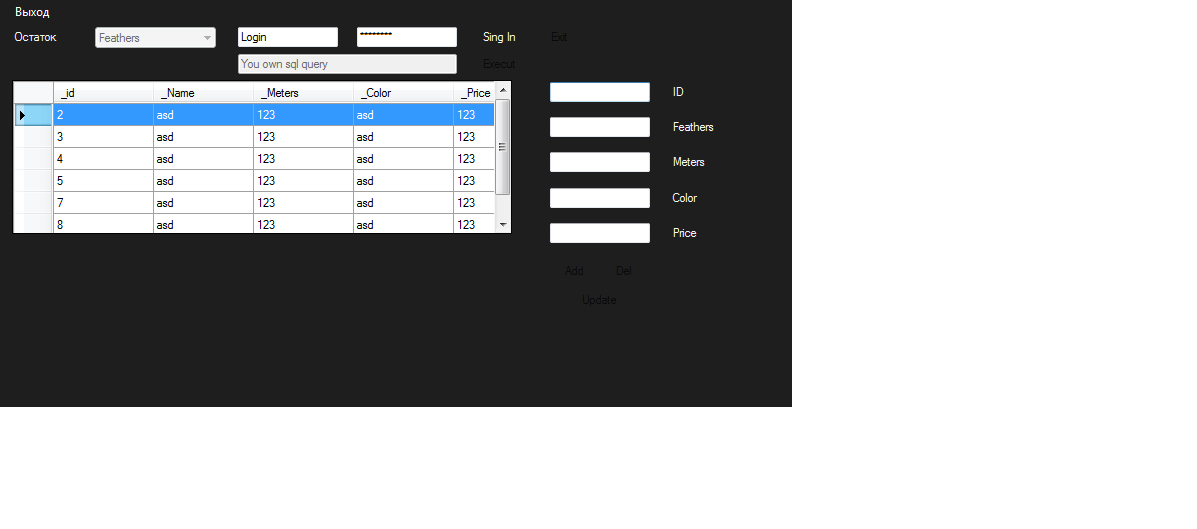 Выход
Остаток Feathers Login ******** Sing In Exit
You own sql query Execut
_id _Name _Meters _Color _Price
2 asd 123 asd 123
3 asd 123 asd 123
4 asd 123 asd 123
5 asd 123 asd 123
7 asd 123 asd 123
8 asd 123 asd 123
ID
Feathers
Meters
Color
Price
Add Del
Update